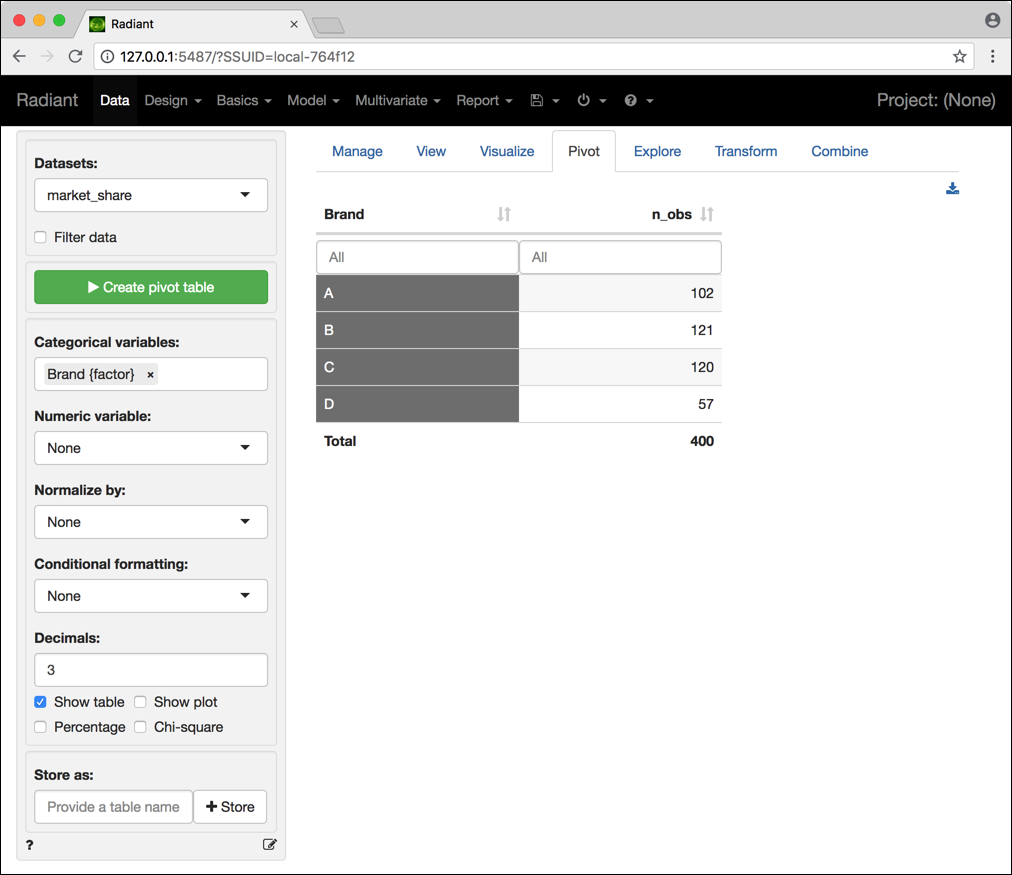 Radiant
127.0.0.1:5487/?SSUID=local-764f12
Radiant Data Design Basics Model Multivariate Report Project: (None)
Manage View Visualize Pivot Explore Transform Combine
Datasets:
market_share
Filter data
Create pivot table
Categorical variables:
Brand {factor} ×
Numeric variable:
None
Normalize by:
None
Conditional formatting:
None
Decimals:
3
Show table Show plot
Percentage Chi-square
Store as:
Provide a table name + Store
?
Brand n_obs
All All
A 102
B 121
C 120
D 57
Total 400